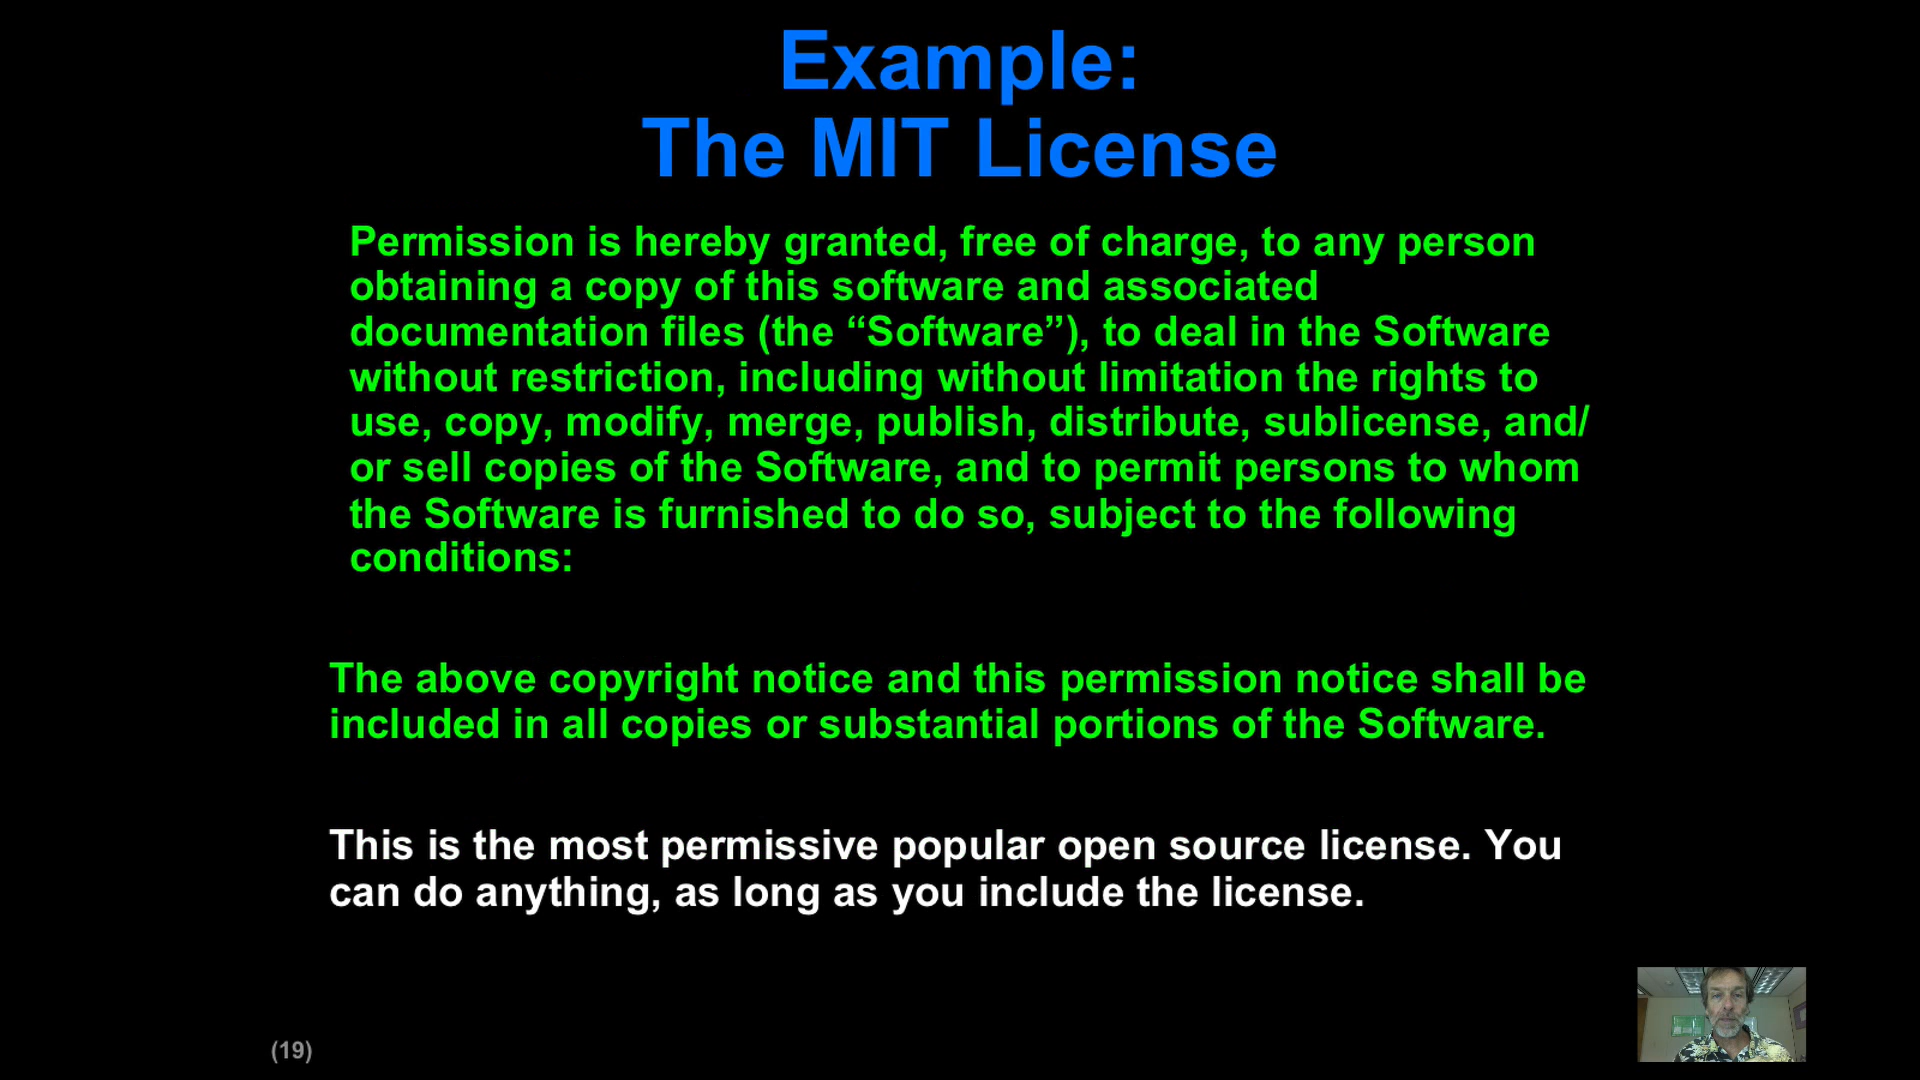 Example:
The MIT License
Permission is hereby granted, free of charge, to any person
obtaining a copy of this software and associated
documentation files (the “Software”), to deal in the Software
without restriction, including without limitation the rights to
use, copy, modify, merge, publish, distribute, sublicense, and/
or sell copies of the Software, and to permit persons to whom
the Software is furnished to do so, subject to the following
conditions:
The above copyright notice and this permission notice shall be
included in all copies or substantial portions of the Software.
This is the most permissive popular open source license. You
can do anything, as long as you include the license.
(19)